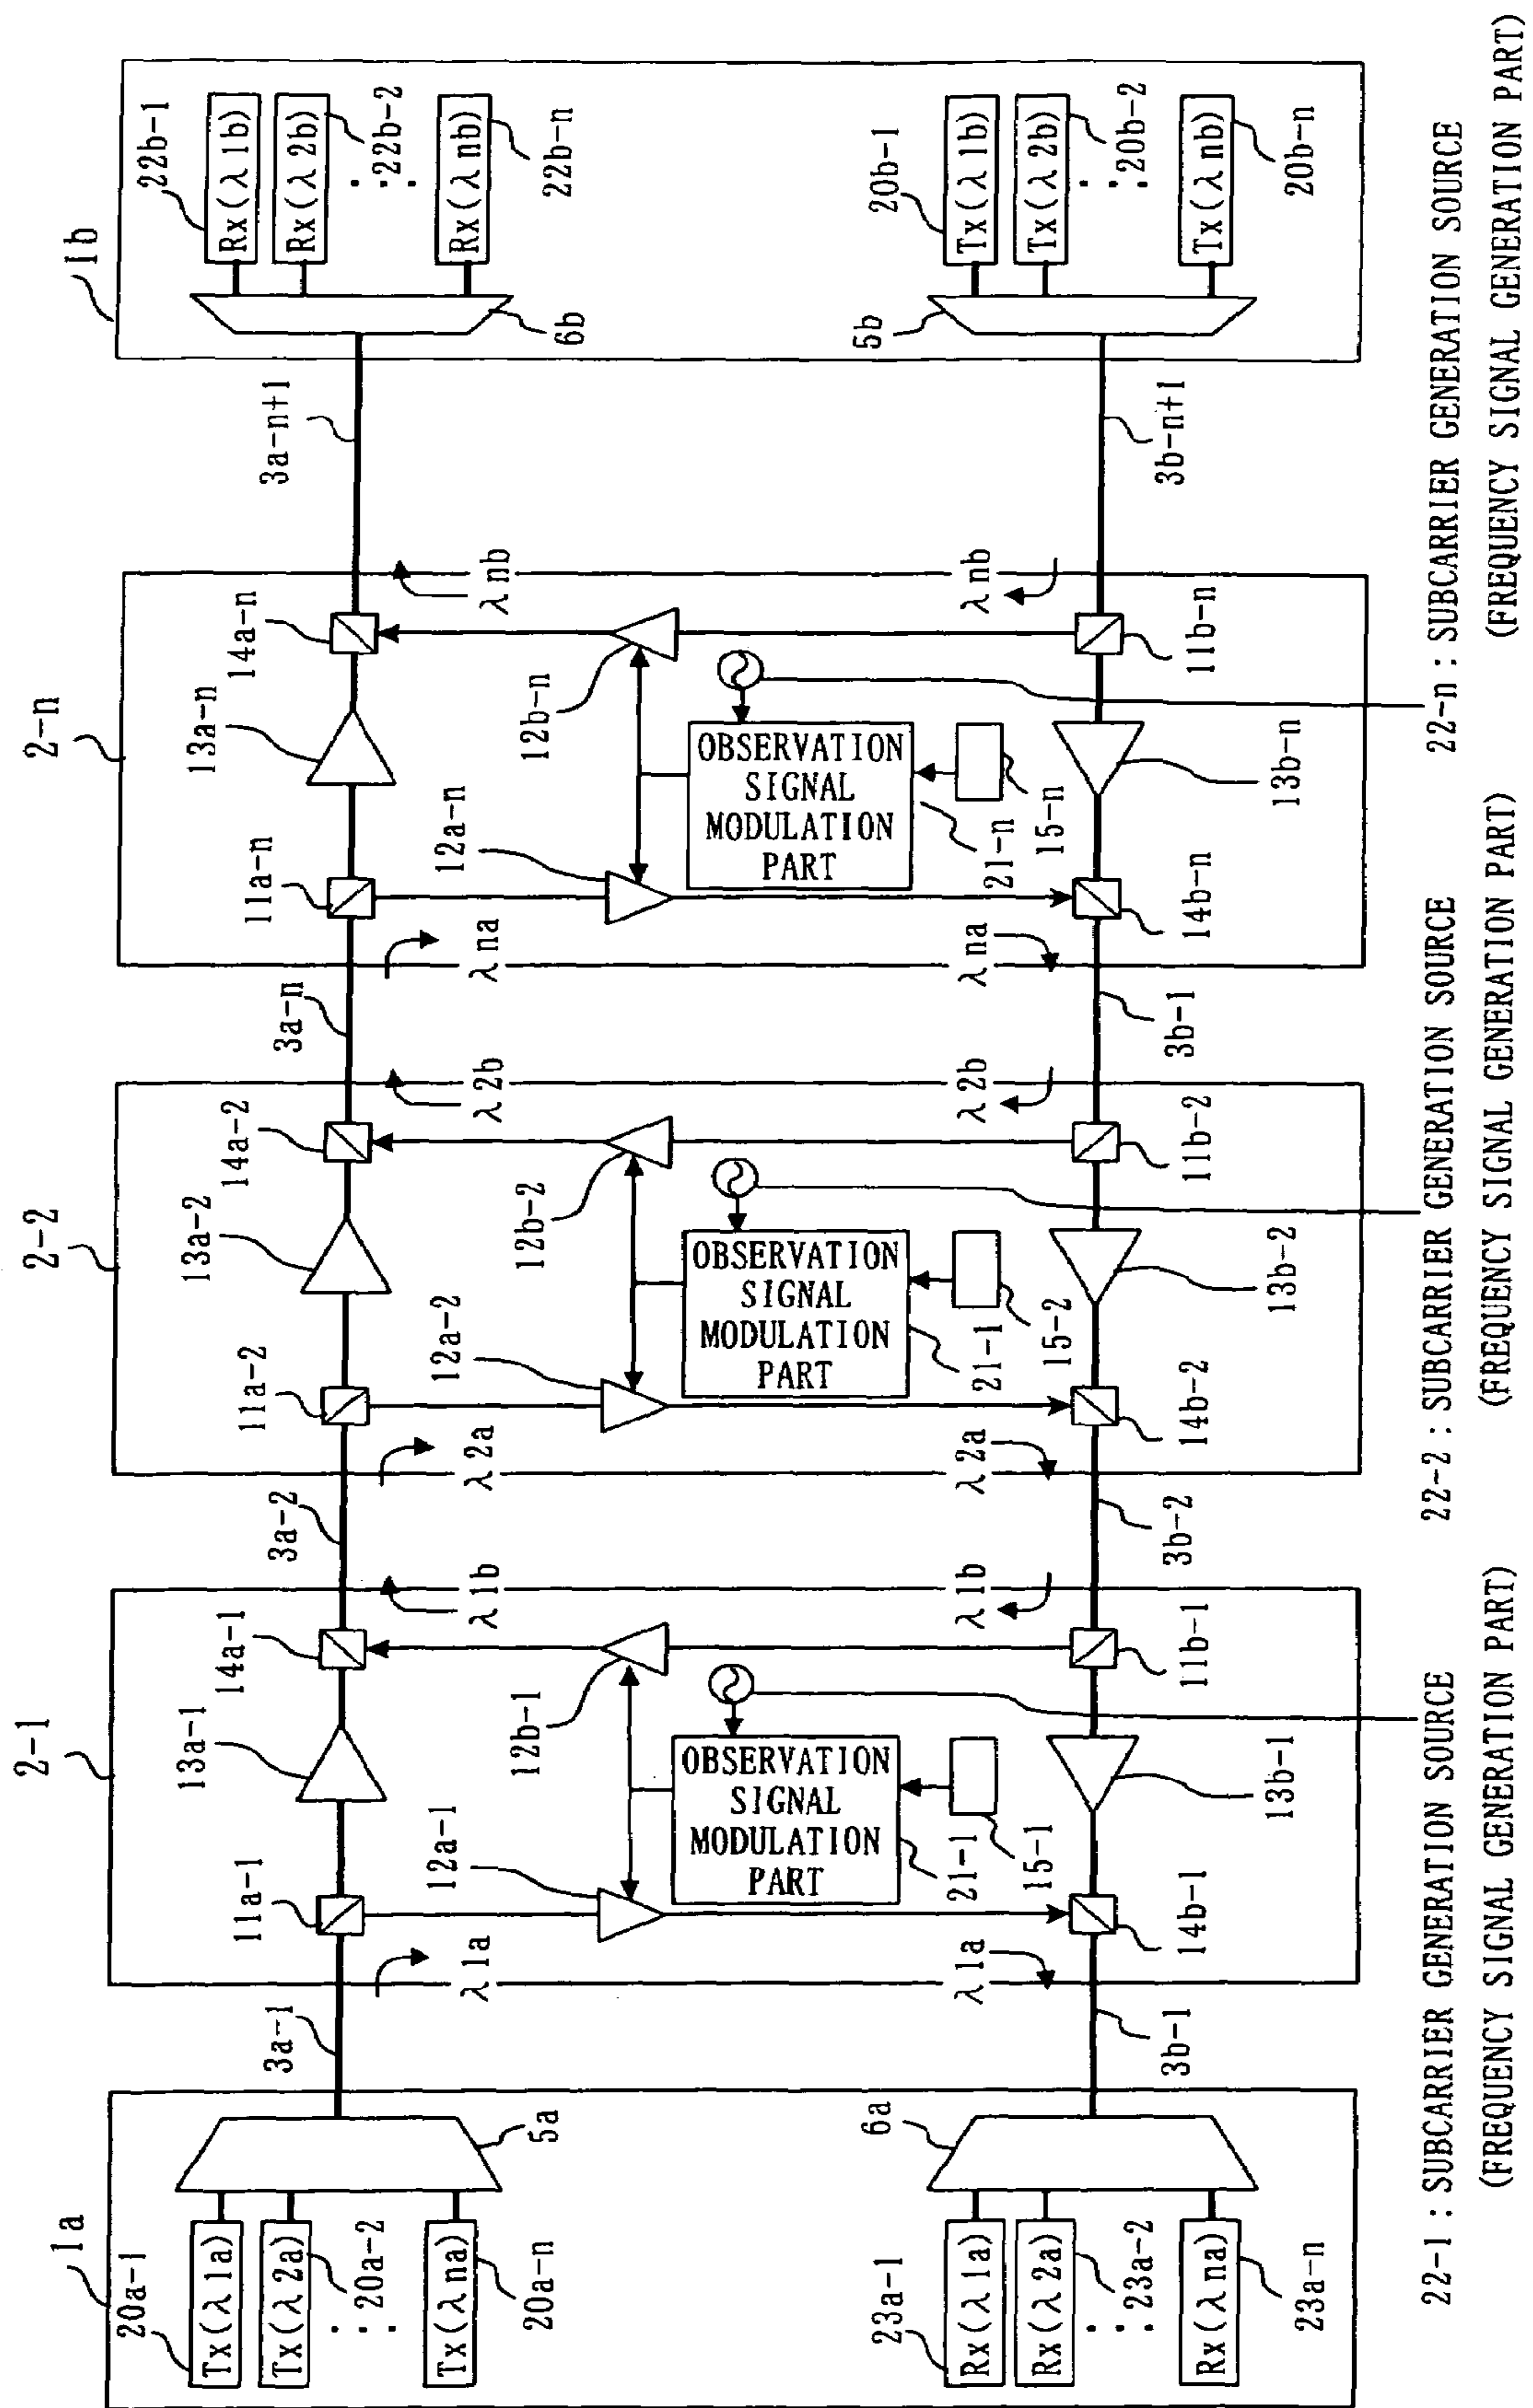 1a
20a-1
Tx(λ1a)
Tx(λ2a)
20a-2
Tx(λna)
20a-n
5a
23a-1
Rx(λ1a)
Rx(λ2a)
23a-2
Rx(λna)
23a-n
6a
3a-1
3b-1
2-1
11a-1
13a-1
14a-1
λ1a
λ1b
12a-1
12b-1
OBSERVATION
SIGNAL
MODULATION
PART
21-1
15-1
λ1a
λ1b
14b-1
13b-1
11b-1
3a-2
3b-2
2-2
11a-2
13a-2
14a-2
λ2a
λ2b
12a-2
12b-2
OBSERVATION
SIGNAL
MODULATION
PART
21-1
15-2
λ2a
λ2b
14b-2
13b-2
11b-2
3a-n
3b-1
2-n
11a-n
13a-n
14a-n
λna
λnb
12a-n
12b-n
OBSERVATION
SIGNAL
MODULATION
PART
21-n
15-n
λna
λnb
14b-n
13b-n
11b-n
3a-n+1
3b-n+1
1b
22b-1
Rx(λ1b)
Rx(λ2b)
22b-2
Rx(λnb)
22b-n
6b
20b-1
Tx(λ1b)
Tx(λ2b)
20b-2
Tx(λnb)
20b-n
5b
22-1 : SUBCARRIER GENERATION SOURCE
(FREQUENCY SIGNAL GENERATION PART)
22-2 : SUBCARRIER GENERATION SOURCE
(FREQUENCY SIGNAL GENERATION PART)
22-n : SUBCARRIER GENERATION SOURCE
(FREQUENCY SIGNAL GENERATION PART)